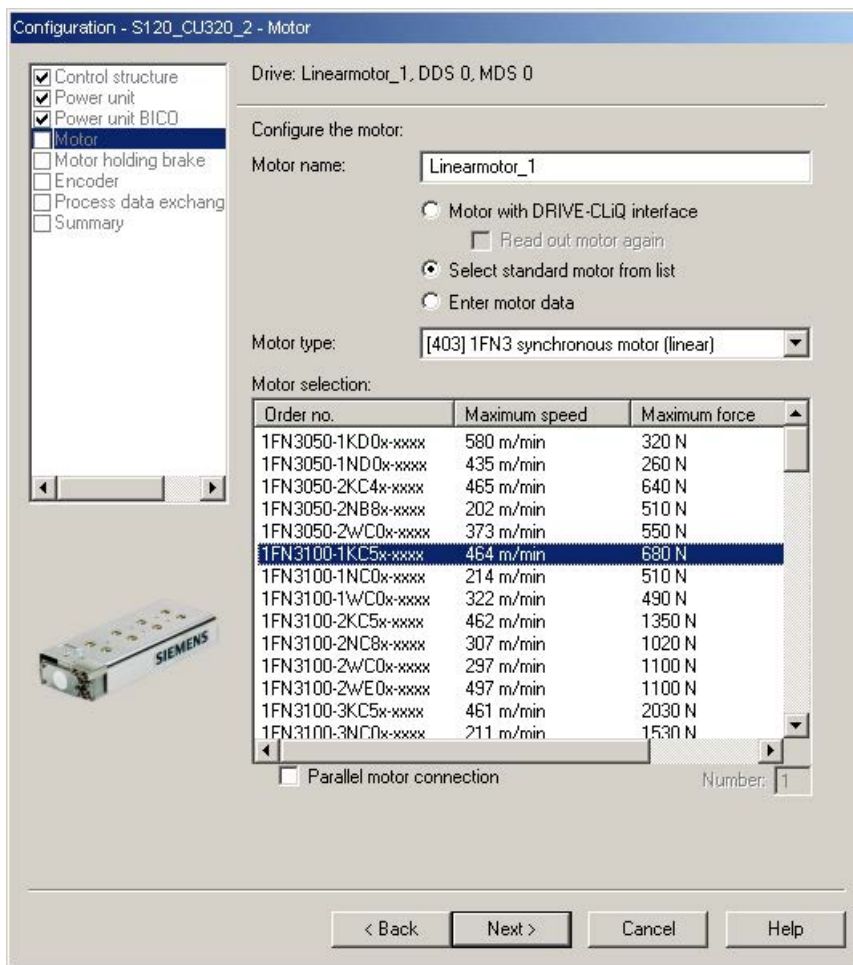 Configuration - S120_CU320_2 - Motor
Control structure
Power unit
Power unit BICO
Motor
Motor holding brake
Encoder
Process data exchang
Summary
Drive: Linearmotor_1, DDS 0, MDS 0
Configure the motor:
Motor name: Linearmotor_1
Motor with DRIVE-CLiQ interface
Read out motor again
Select standard motor from list
Enter motor data
Motor type: [403] 1FN3 synchronous motor (linear)
Motor selection:
Order no. Maximum speed Maximum force
1FN3050-1KD0x-xxxx 580 m/min 320 N
1FN3050-1ND0x-xxxx 435 m/min 260 N
1FN3050-2KC4x-xxxx 465 m/min 640 N
1FN3050-2NB8x-xxxx 202 m/min 510 N
1FN3050-2WC0x-xxxx 373 m/min 550 N
1FN3100-1KC5x-xxxx 464 m/min 680 N
1FN3100-1NC0x-xxxx 214 m/min 510 N
1FN3100-1WC0x-xxxx 322 m/min 490 N
1FN3100-2KC5x-xxxx 462 m/min 1350 N
1FN3100-2NC8x-xxxx 307 m/min 1020 N
1FN3100-2WC0x-xxxx 297 m/min 1100 N
1FN3100-2WE0x-xxxx 497 m/min 1100 N
1FN3100-3KC5x-xxxx 461 m/min 2030 N
1FN3100-3NC0x-xxxx 211 m/min 1530 N
SIEMENS
Parallel motor connection
Number: 1
< Back Next > Cancel Help